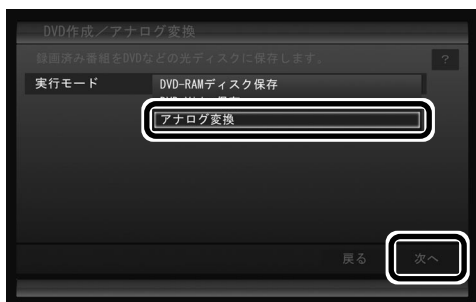 DVD作成／アナログ変換
録画済み番組をDVDなどの光ディスクに保存します。
?
実行モード
DVD-RAMディスク保存
アナログ変換
戻る
次へ